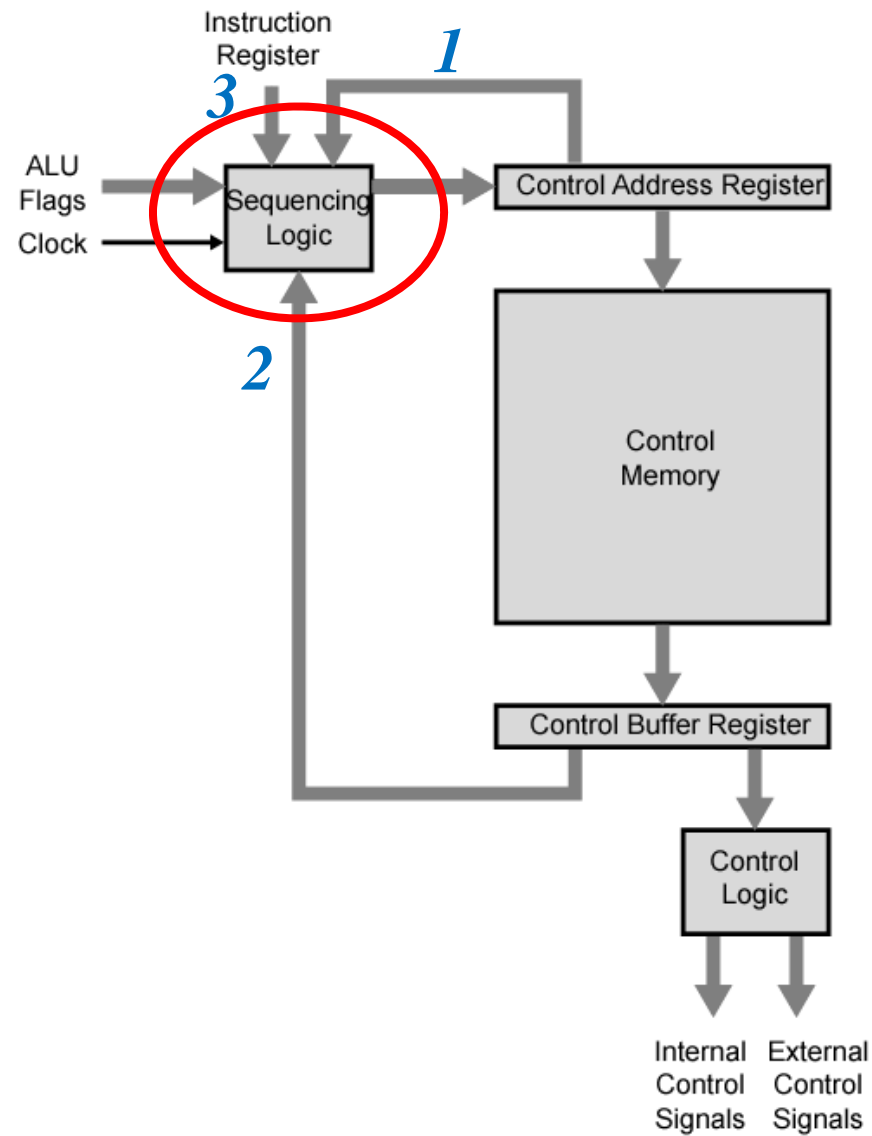 Instruction
Register
1
3
ALU
Flags
Clock
Sequencing
Logic
Control Address Register
2
Control
Memory
Control Buffer Register
Control
Logic
Internal
Control
Signals
External
Control
Signals